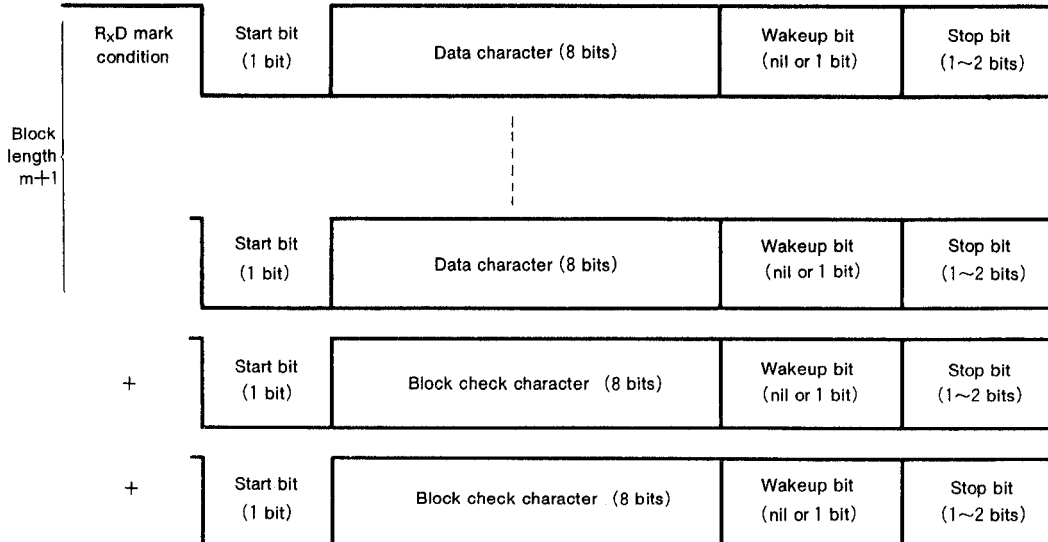 RxD mark
condition
Start bit
(1 bit)
Data character (8 bits)
Wakeup bit
(nil or 1 bit)
Stop bit
(1~2 bits)
Block
length
m+1
Start bit
(1 bit)
Data character (8 bits)
Wakeup bit
(nil or 1 bit)
Stop bit
(1~2 bits)
+
Start bit
(1 bit)
Block check character (8 bits)
Wakeup bit
(nil or 1 bit)
Stop bit
(1~2 bits)
+
Start bit
(1 bit)
Block check character (8 bits)
Wakeup bit
(nil or 1 bit)
Stop bit
(1~2 bits)